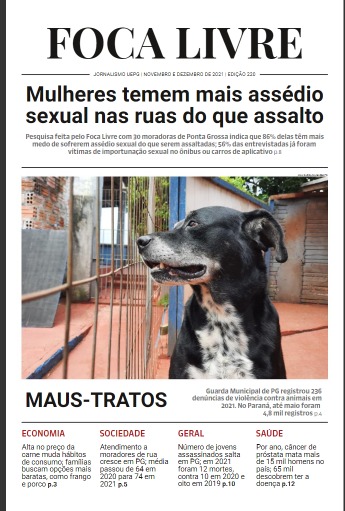 FOCA LIVRE
JORNALISMO UEPG | NOVEMBRO E DEZEMBRO DE 2021 | EDIÇÃO 220
Mulheres temem mais assédio
sexual nas ruas do que assalto
Pesquisa feita pelo Foca Livre com 30 moradoras de Ponta Grossa indica que 86% delas têm mais
medo de sofrerem assédio sexual do que serem assaltadas; 56% das entrevistadas já foram
vítimas de importunação sexual no ônibus ou carros de aplicativo p.8
MAUS-TRATOS
Guarda Municipal de PG registrou 236
denúncias de violência contra animais em
2021. No Paraná, até maio foram
4,8 mil registros p.4
ECONOMIA
Alta no preço da
carne muda hábitos
de consumo; famílias
buscam opções mais
baratas, como frango
e porco p.3
SOCIEDADE
Atendimento a
moradores de rua
cresce em PG; média
passou de 64 em
2020 para 74 em
2021 p.5
GERAL
Número de jovens
assassinados salta
em PG; em 2021
foram 12 mortes,
contra 10 em 2020 e
oito em 2019 p.10
SAÚDE
Por ano, câncer de
próstata mata mais
de 15 mil homens no
país; 65 mil
descobrem ter a
doença p.12